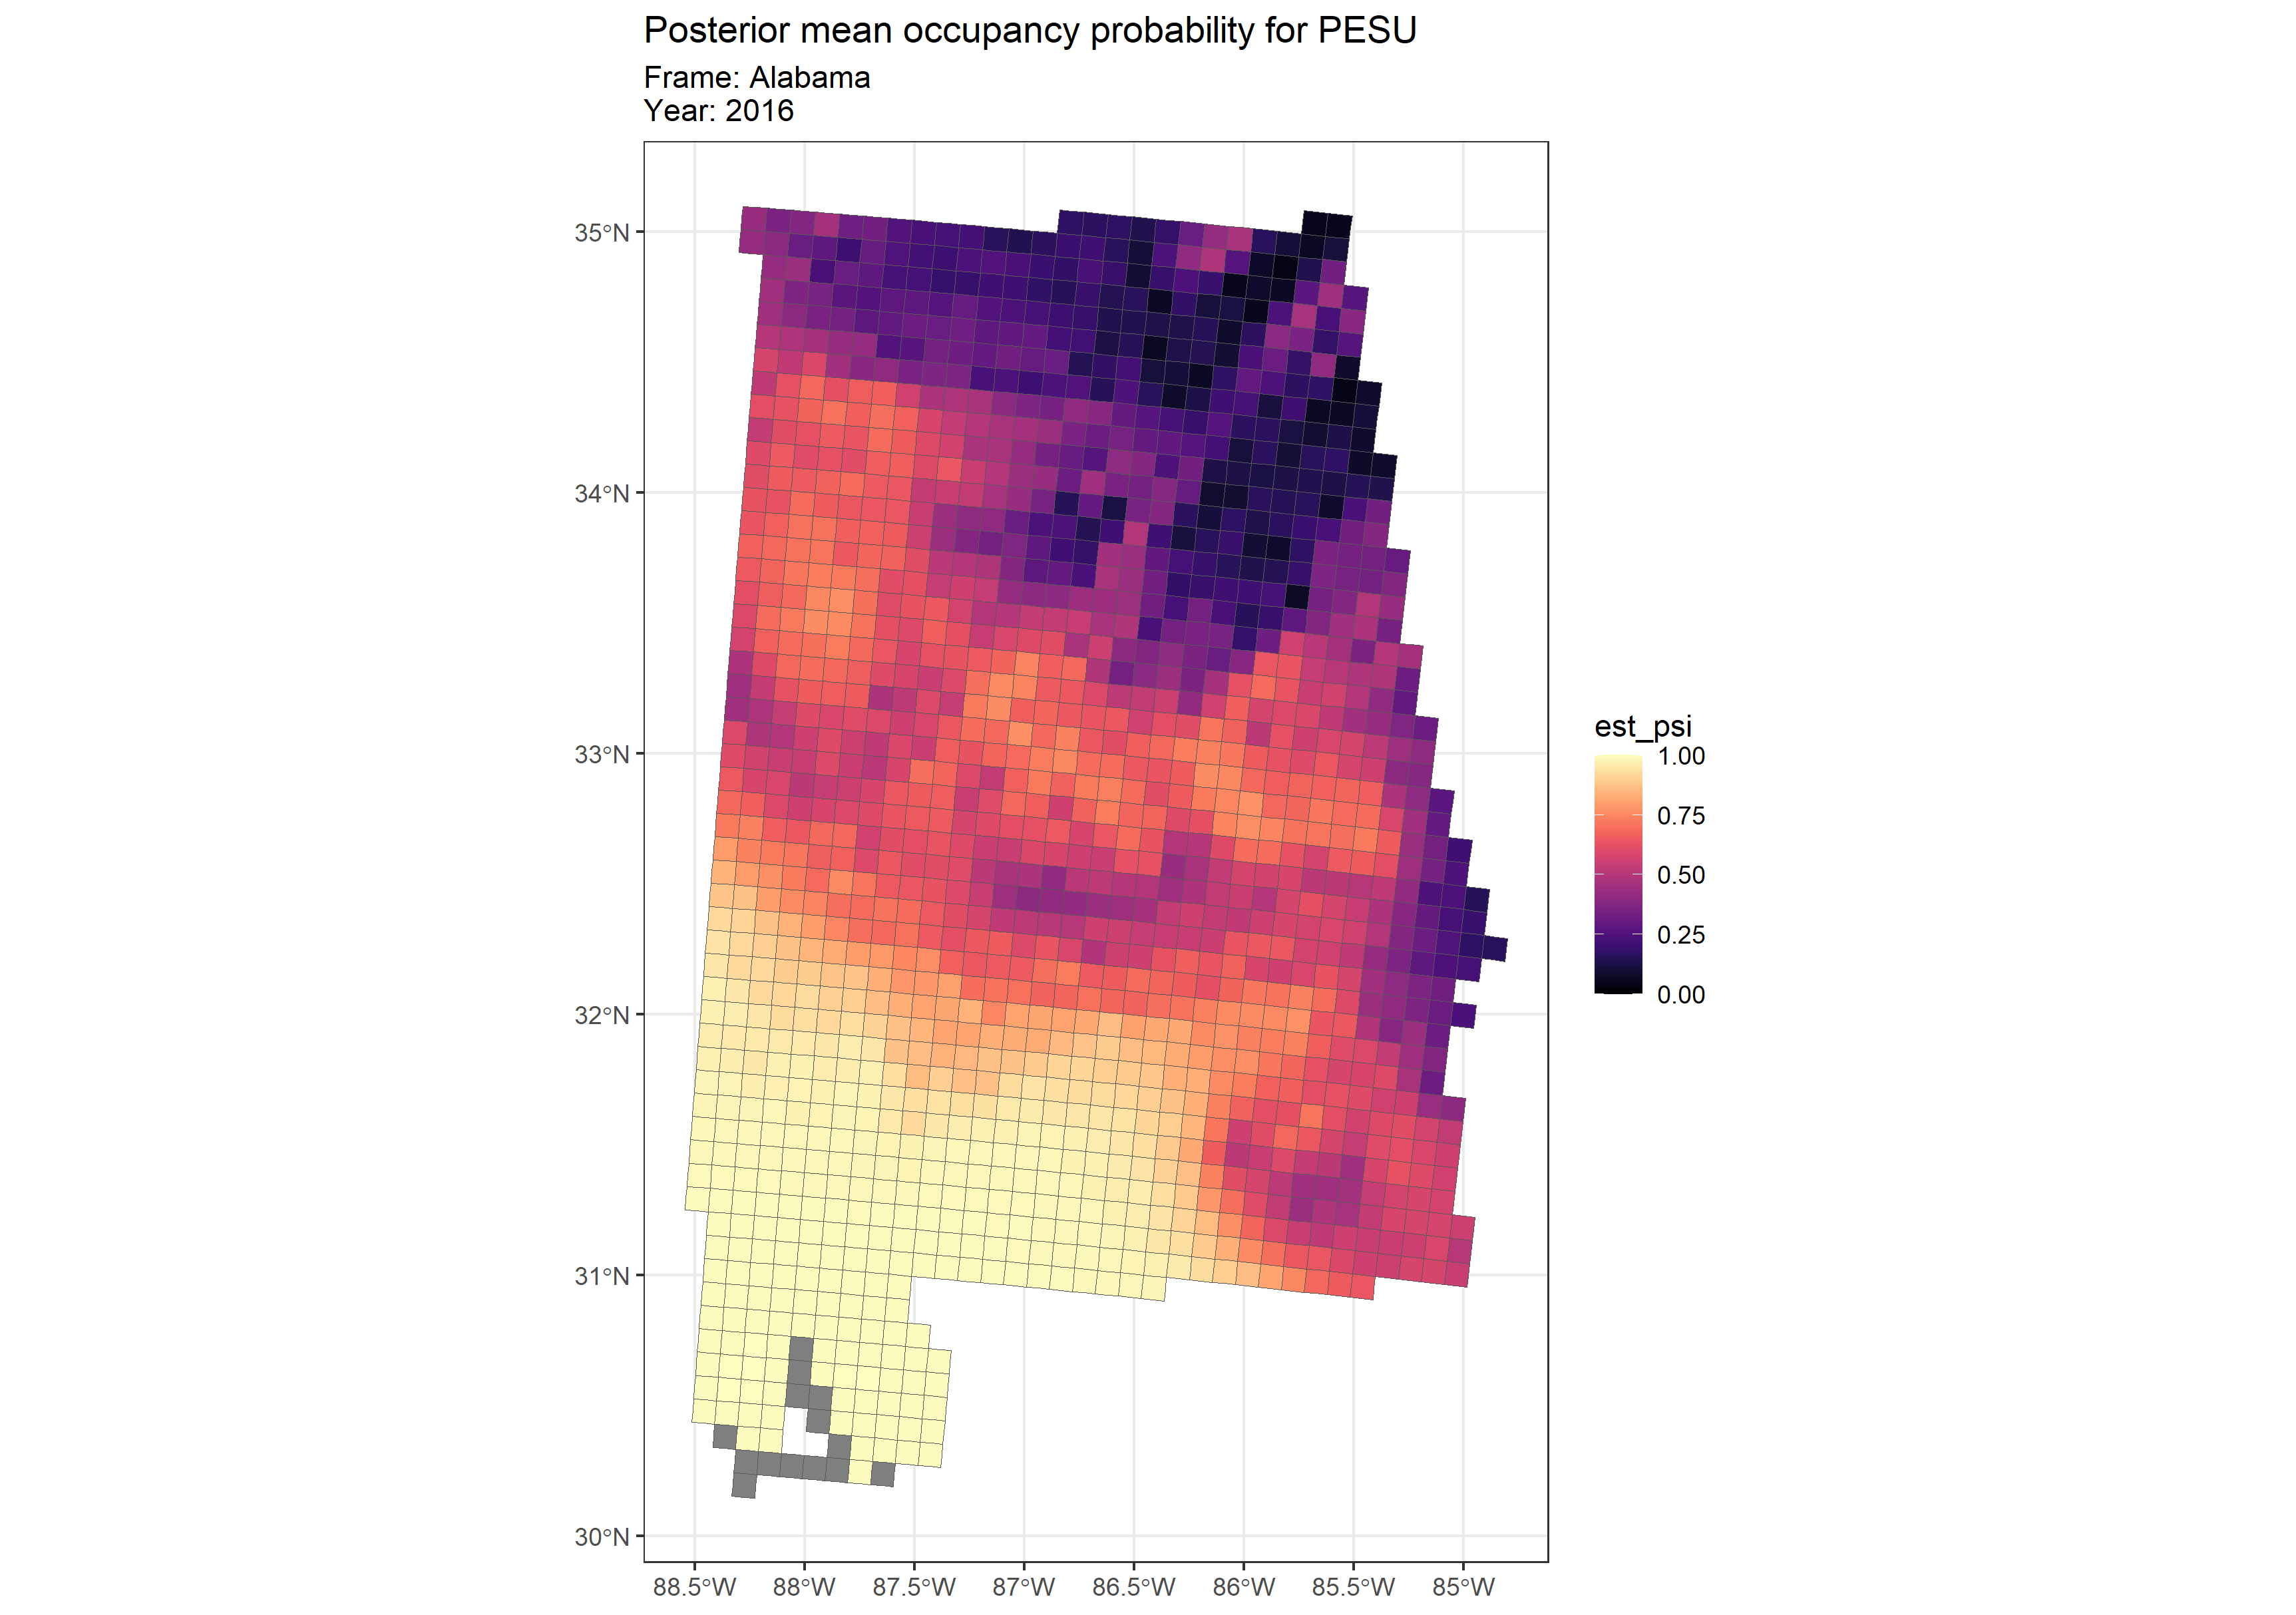 Posterior mean occupancy probability for PESU
Frame: Alabama
Year: 2016
35°N
34°N
33°N
32°N
31°N
30°N
88.5°W
88°W
87.5°W
87°W
86.5°W
86°W
85.5°W
85°W
est_psi
1.00
0.75
0.50
0.25
0.00